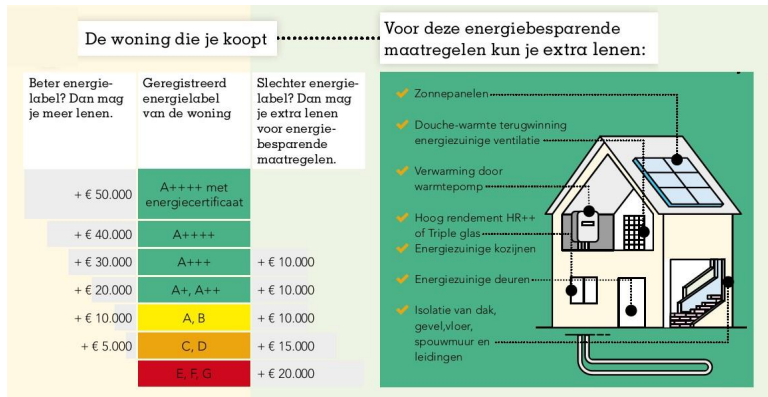 De woning die je koopt
Voor deze energiebesparende
maatregelen kun je extra lenen:
Beter energie-
label? Dan mag
je meer lenen.
Geregistreerd
energielabel
van de woning
Slechter energie-
label? Dan mag
je extra lenen
voor energie-
besparende
maatregelen.
+ € 50.000
A++++ met
energiecertificaat
+ € 40.000 A++++
+ € 30.000 A+++ + € 10.000
+ € 20.000 A+, A++ + € 10.000
+ € 10.000 A, B + € 10.000
+ € 5.000 C, D + € 15.000
E, F, G + € 20.000
Zonnepanelen
Douche-warmte terugwinning
energiezuinige ventilatie
Verwarming door
warmtepomp
Hoog rendement HR++
of Triple glas
Energiezuinige kozijnen
Energiezuinige deuren
Isolatie van dak,
gevel,vloer,
spouwmuur en
leidingen